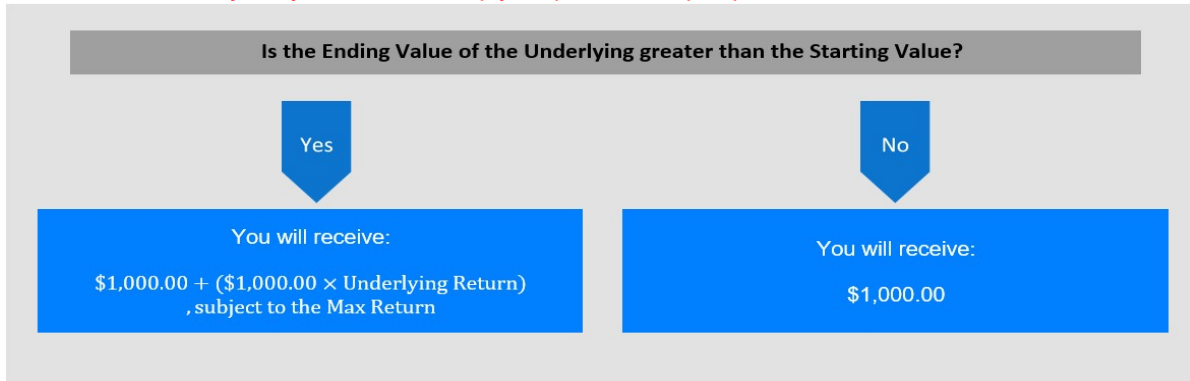 Is the Ending Value of the Underlying greater than the Starting Value?
Yes
No
You will receive:
$1,000.00 + ($1,000.00 × Underlying Return)
, subject to the Max Return
You will receive:
$1,000.00